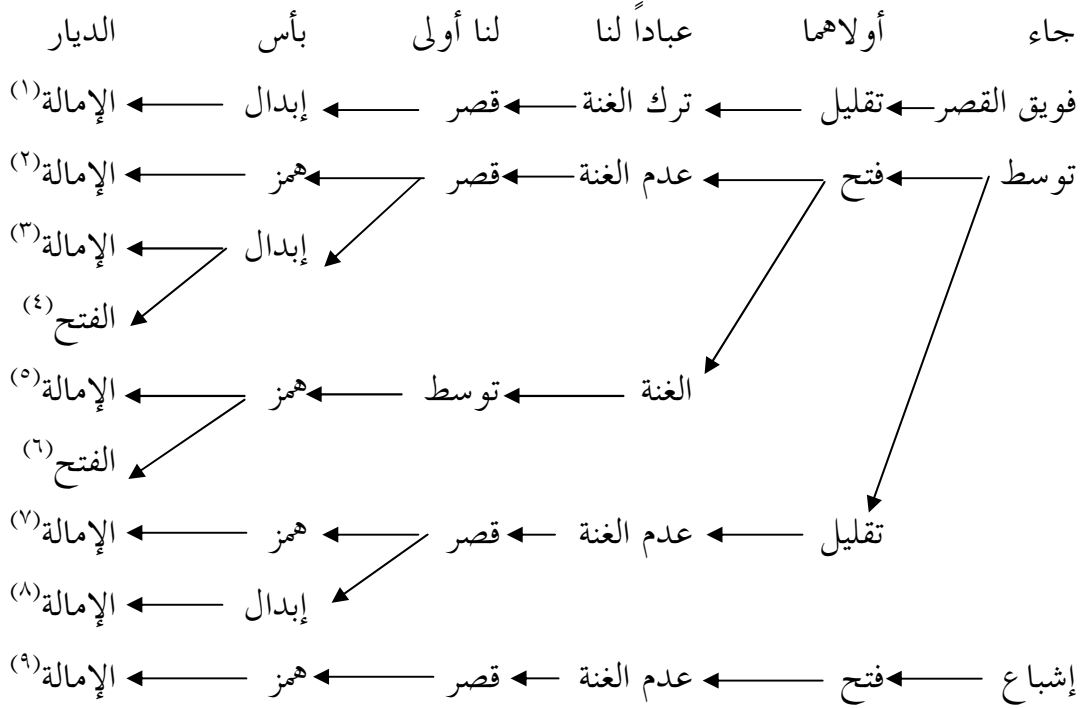 جاء أولاهما عباداً لنا لنا أولى بأس الديار
فويق القصر تقليل ترك الغنة قصر إبدال الإمالة(١)
توسط فتح عدم الغنة قصر همز الإمالة(٢)
إبدال الإمالة(٣)
الفتح(٤)
الغنة توسط همز الإمالة(٥)
الفتح(٦)
تقليل عدم الغنة قصر همز الإمالة(٧)
إبدال الإمالة(٨)
إشباع فتح عدم الغنة قصر همز الإمالة(٩)